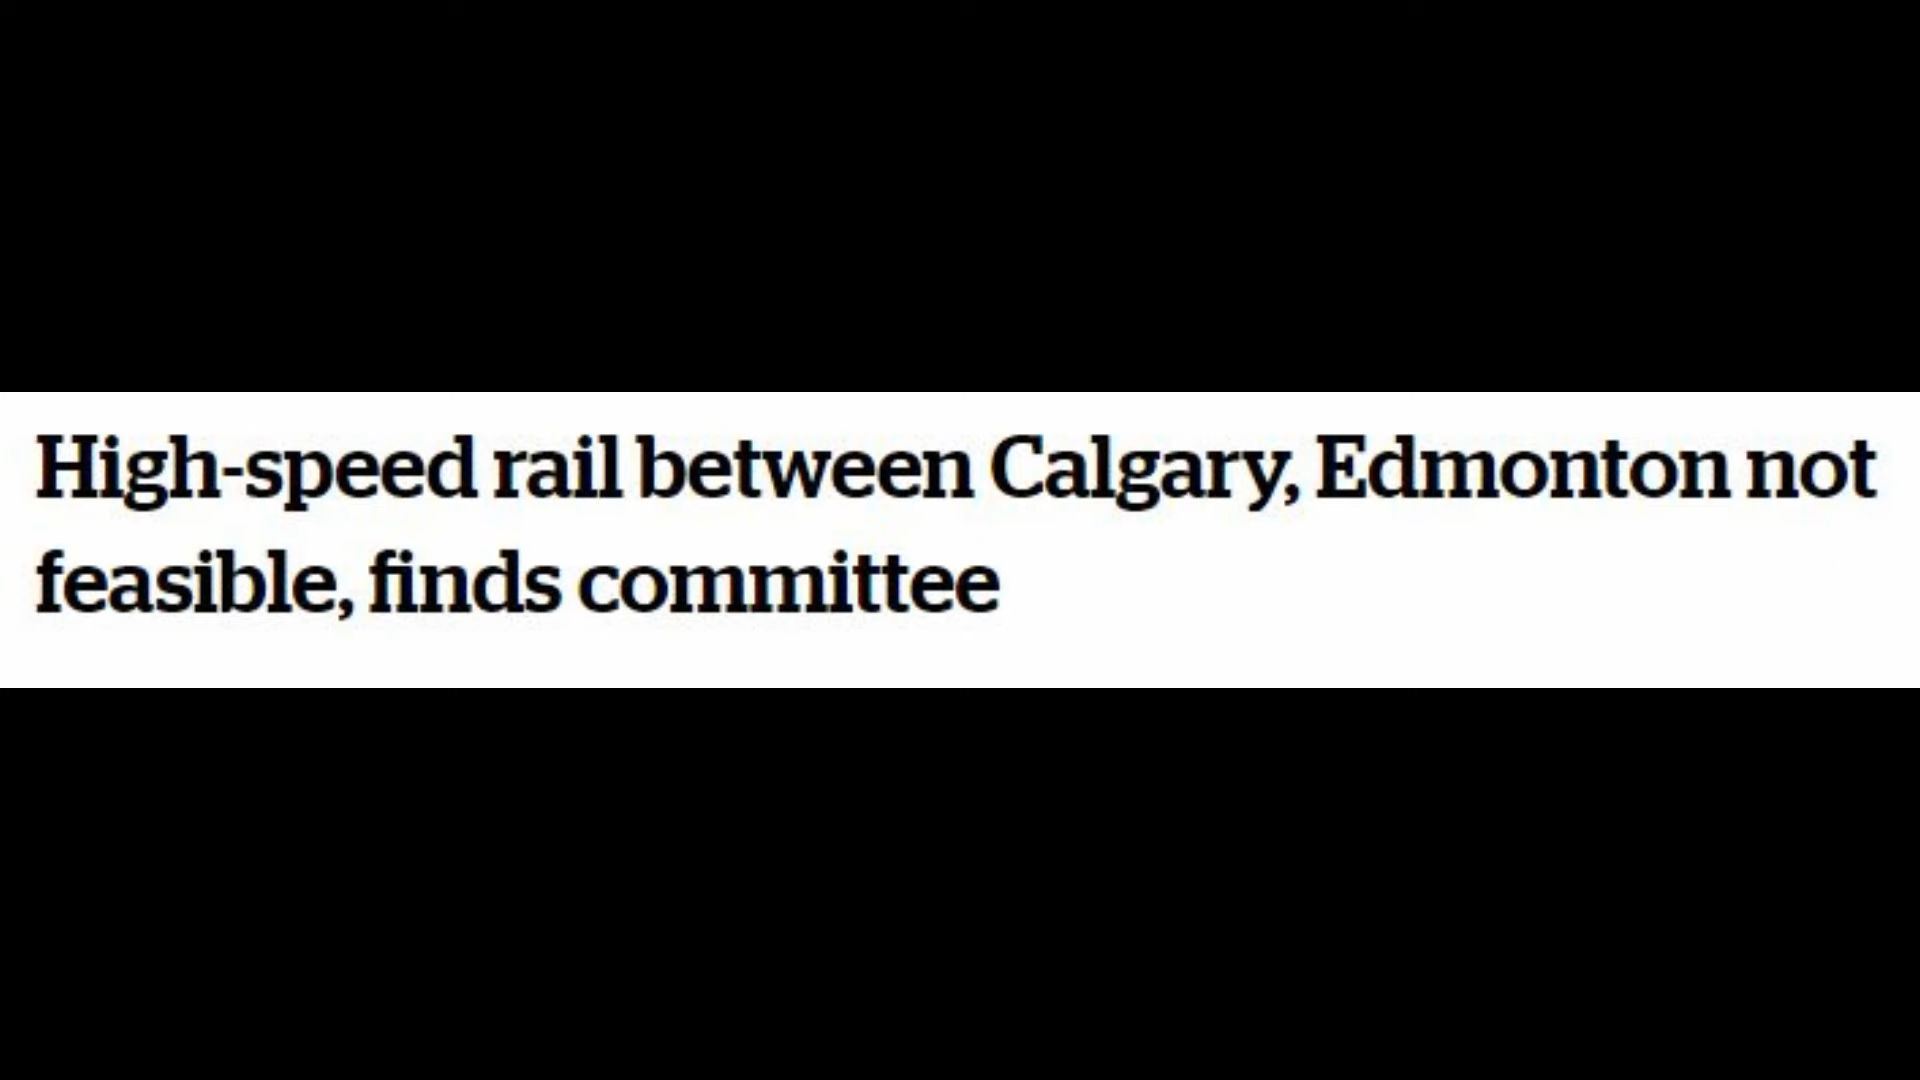 High-speed rail between Calgary, Edmonton not
feasible, finds committee